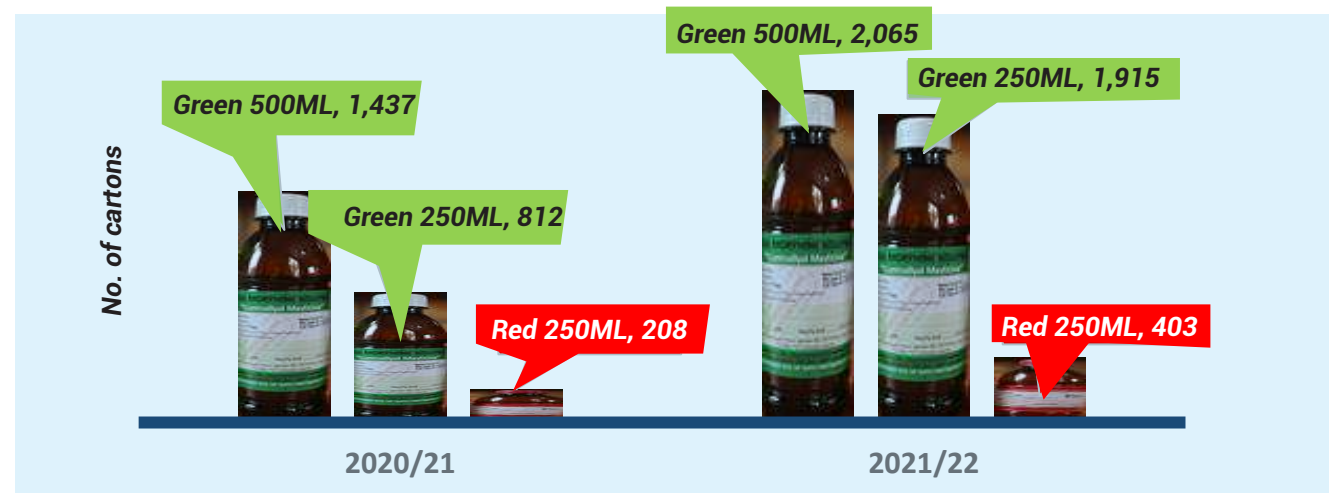 Green 500ML, 2,065
Green 250ML, 1,915
Green 500ML, 1,437
Green 250ML, 812
Red 250ML, 208
Red 250ML, 403
No. of cartons
2020/21
2021/22